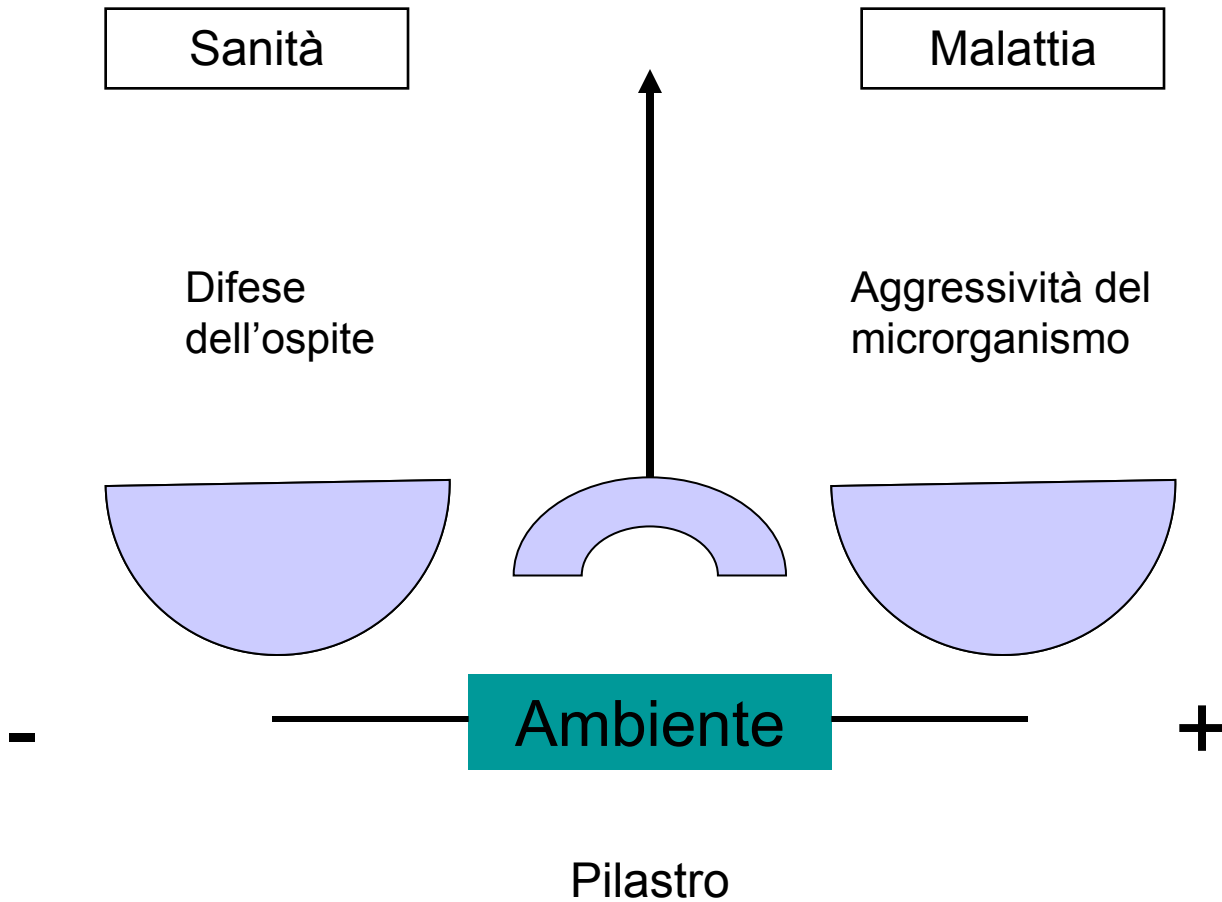 Sanità
Malattia
Difese
dell’ospite
Aggressività del
microrganismo
-
Ambiente
+
Pilastro